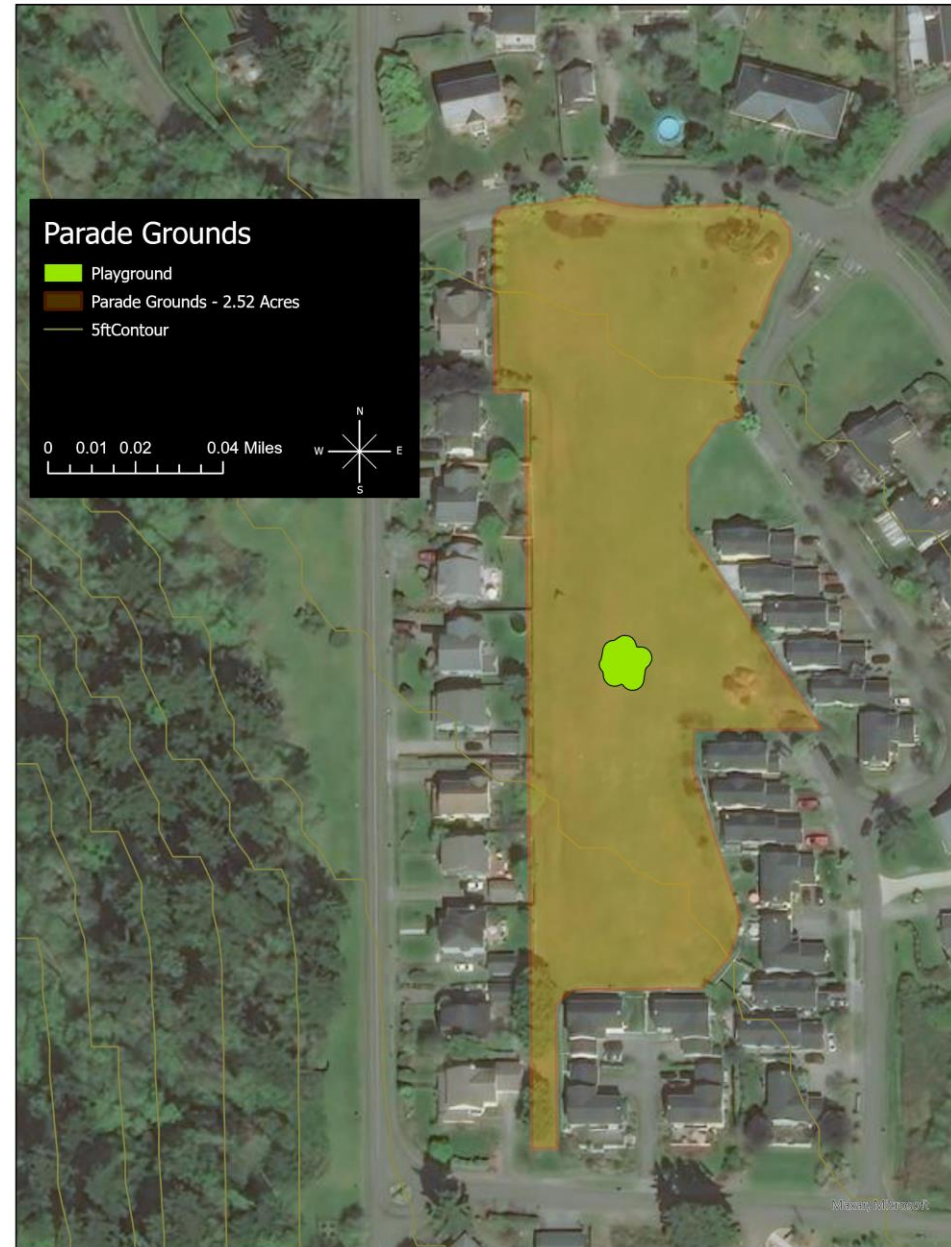 Parade Grounds
Playground
Parade Grounds - 2.52 Acres
5ftContour
0 0.01 0.02 0.04 Miles
N
W E
S
Maxar, Microsoft